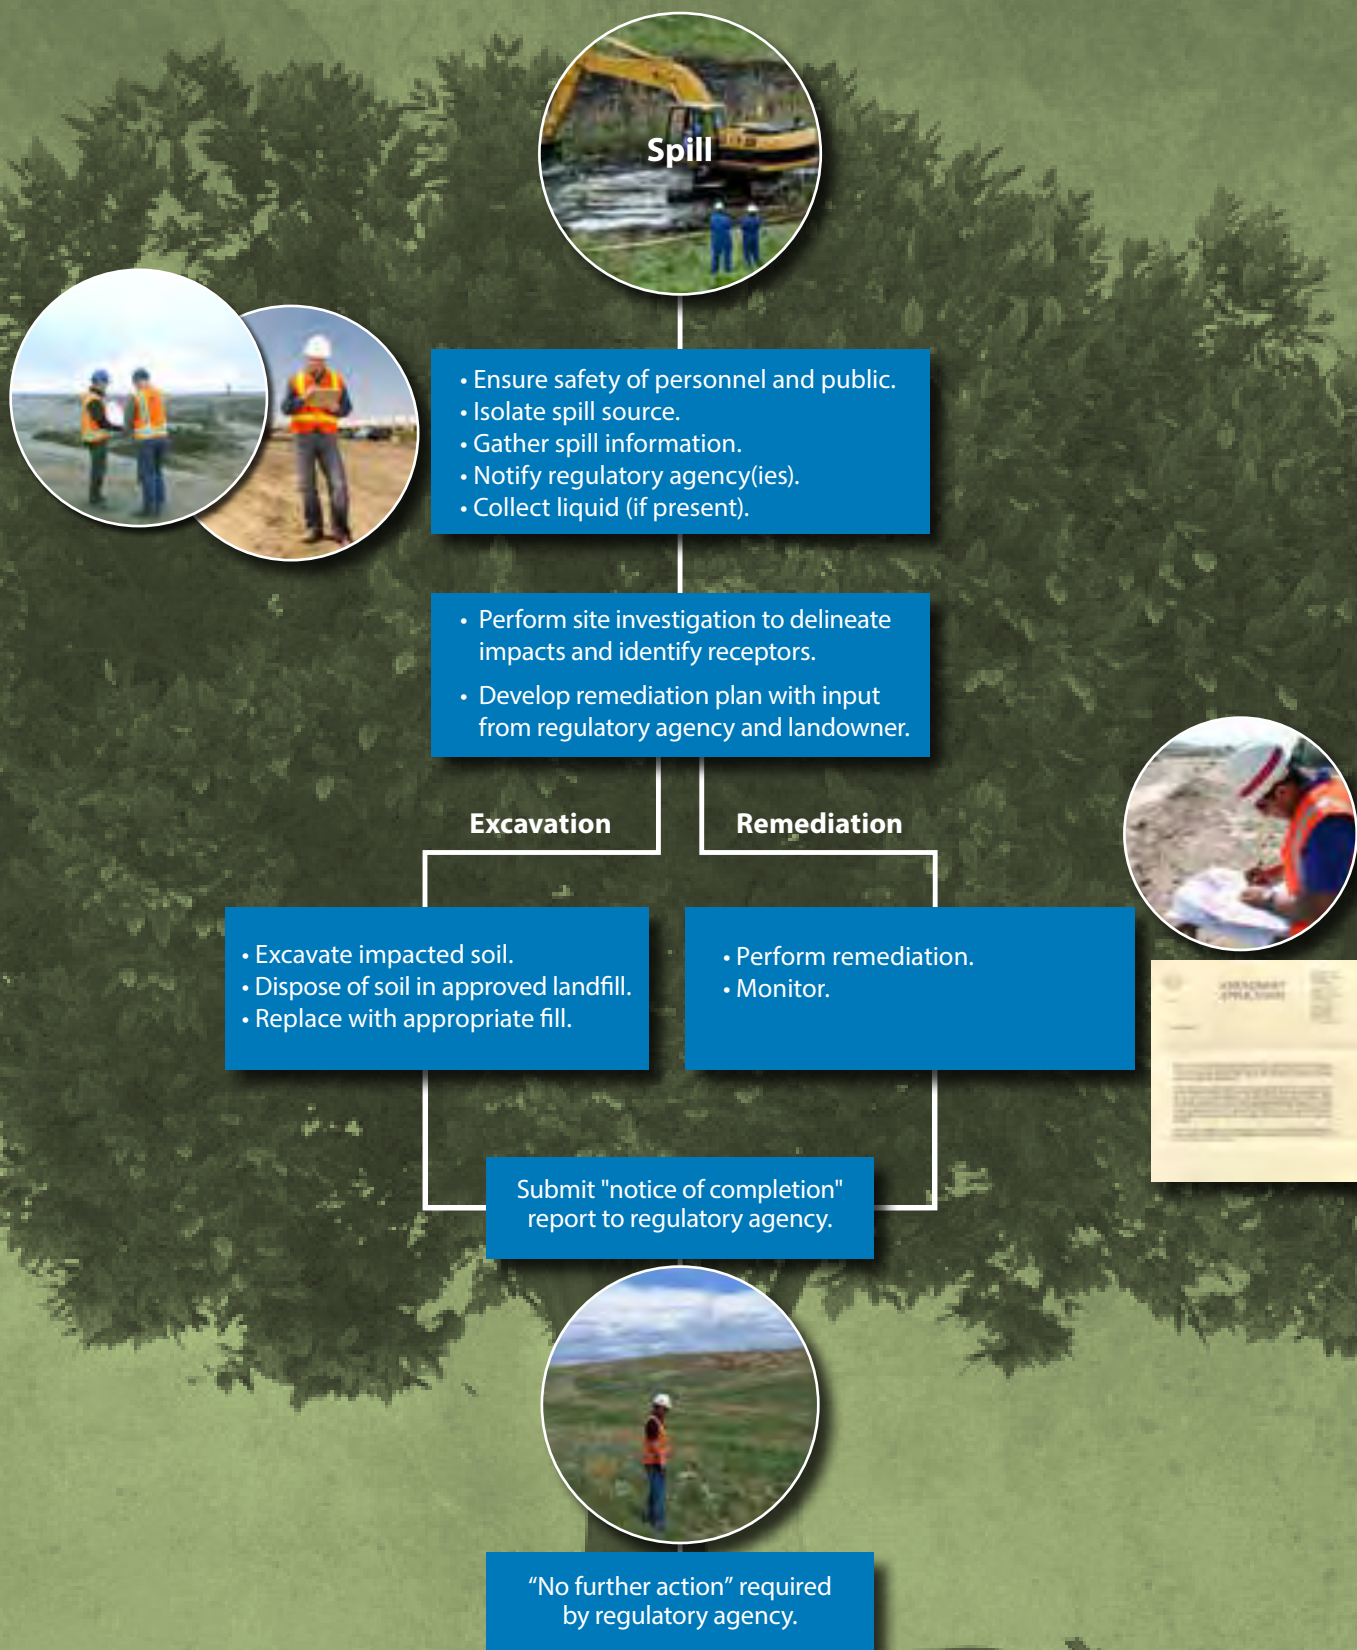 Spill
• Ensure safety of personnel and public.
• Isolate spill source.
• Gather spill information.
• Notify regulatory agency(ies).
• Collect liquid (if present).
• Perform site investigation to delineate
impacts and identify receptors.
• Develop remediation plan with input
from regulatory agency and landowner.
Excavation
Remediation
• Excavate impacted soil.
• Dispose of soil in approved landfill.
• Replace with appropriate fill.
• Perform remediation.
• Monitor.
Submit "notice of completion"
report to regulatory agency.
“No further action” required
by regulatory agency.